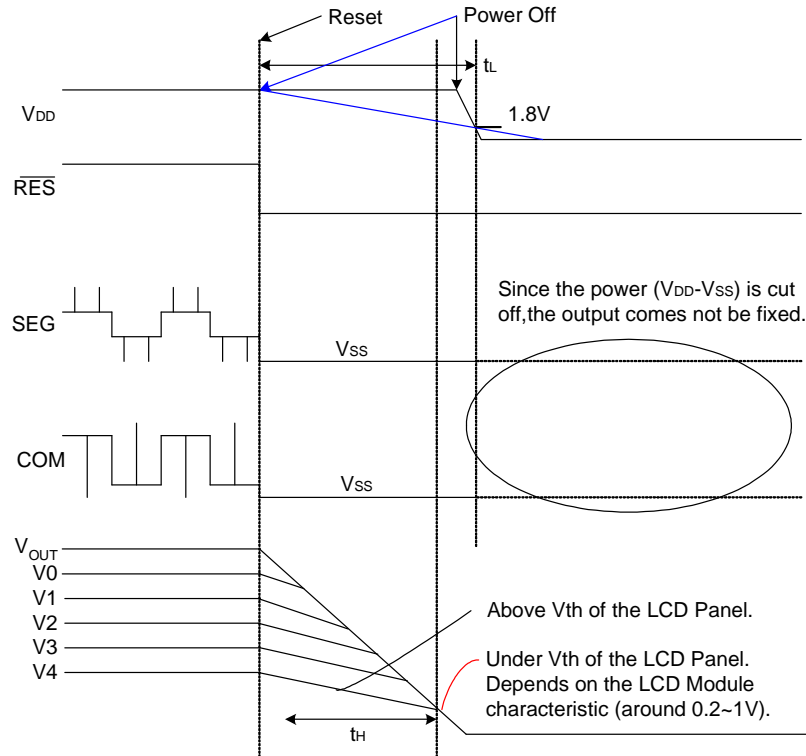 Reset
Power Off
tL
VDD
1.8V
RES
Since the power (VDD-VSS) is cut
off,the output comes not be fixed.
SEG
VSS
COM
VSS
VOUT
V0
V1
V2
V3
V4
Above Vth of the LCD Panel.
Under Vth of the LCD Panel.
Depends on the LCD Module
characteristic (around 0.2~1V).
tH